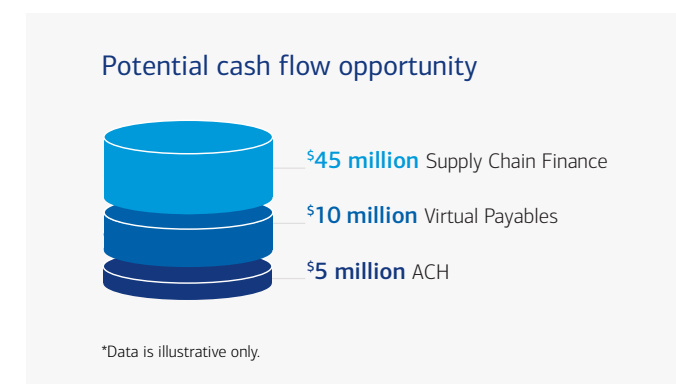 Potential cash flow opportunity
$45 million Supply Chain Finance
$10 million Virtual Payables
$5 million ACH
*Data is illustrative only.